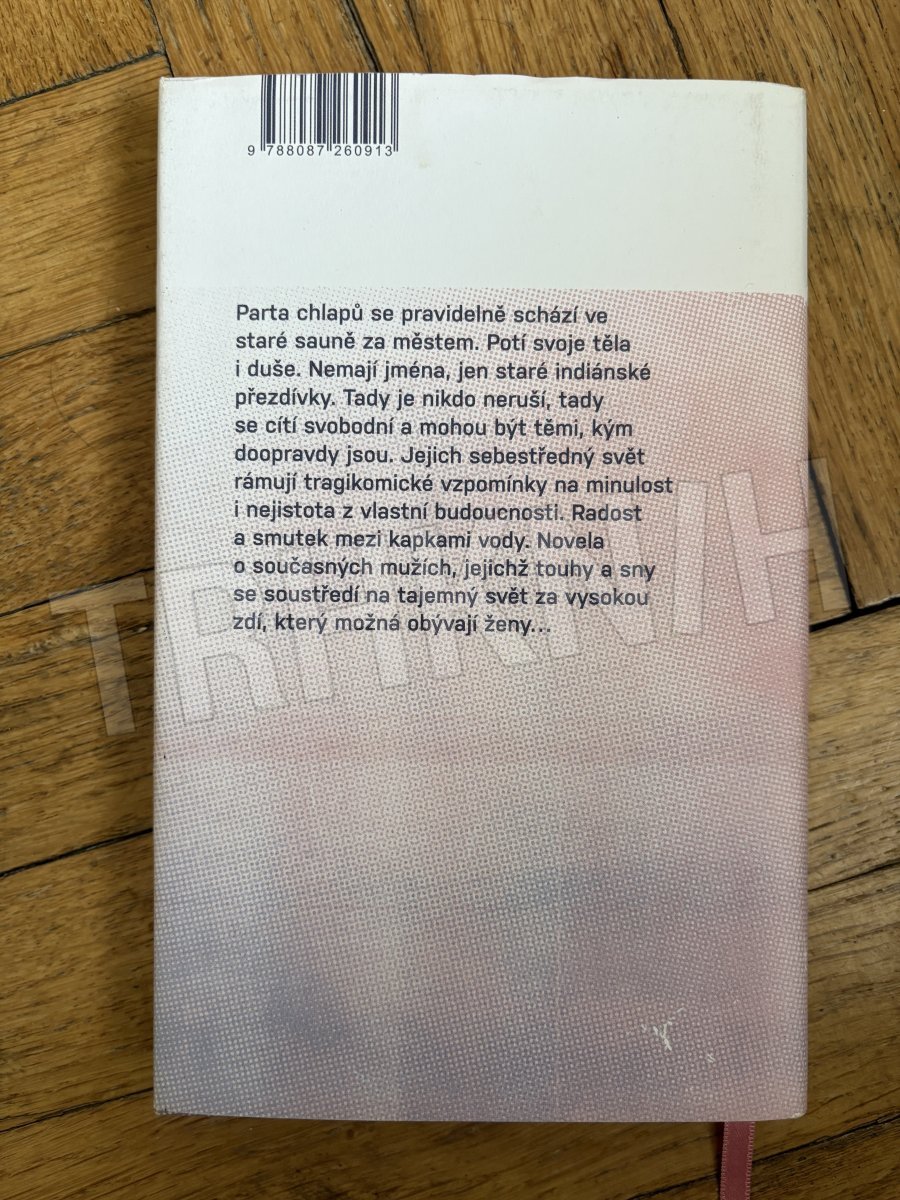 9 788087 260913
Parta chlapů se pravidelně schází ve
staré sauně za městem. Potí svoje těla
i duše. Nemají jména, jen staré indiánské
přezdívky. Tady je nikdo neruší, tady
se cítí svobodní a mohou být těmi, kým
doopravdy jsou. Jejich sebestředný svět
rámují tragikomické vzpomínky na minulost
i nejistota z vlastní budoucnosti. Radost
a smutek mezi kapkami vody. Novela
o současných mužích, jejichž touhy a sny
se soustředí na tajemný svět za vysokou
zdí, který možná obývají ženy...